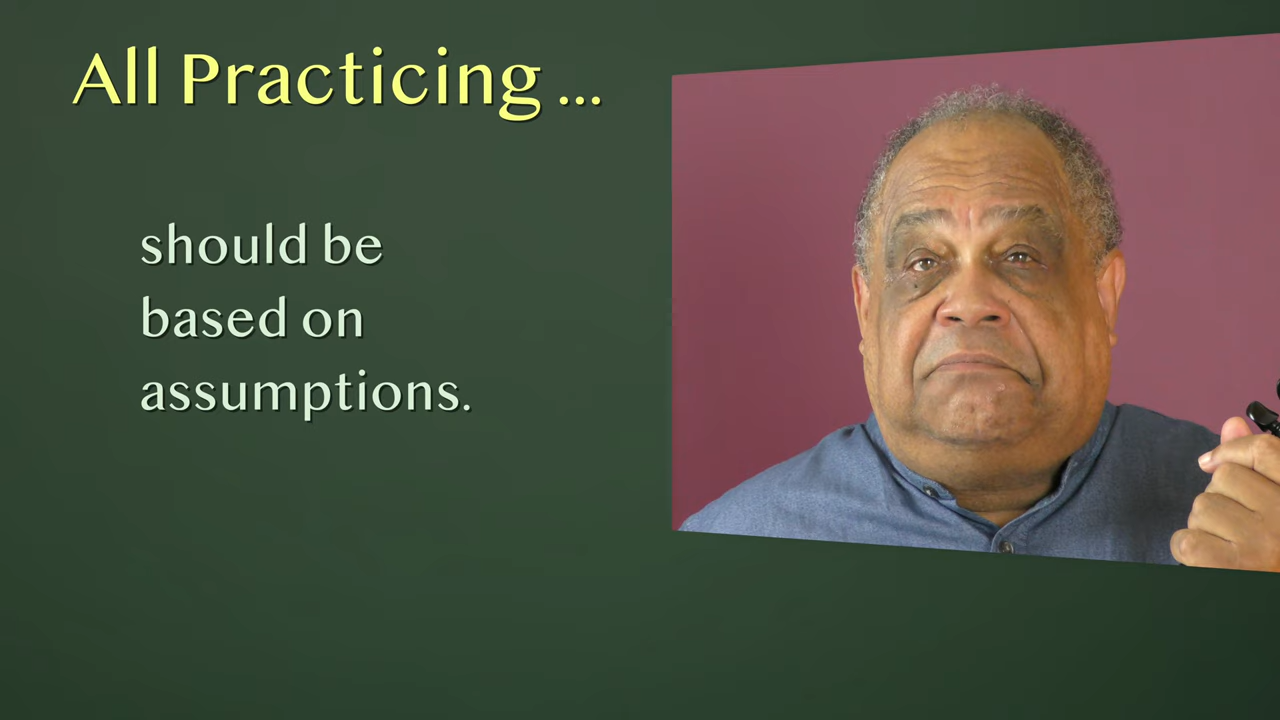 All Practicing ...
should be
based on
assumptions.